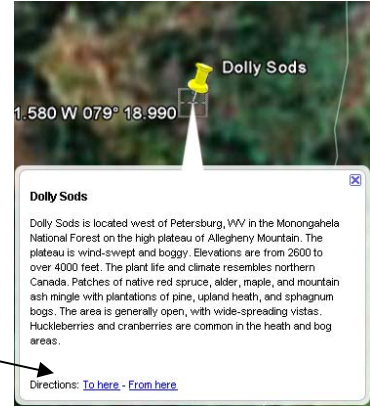 Dolly Sods
1.580 W 079° 18.990
Dolly Sods
Dolly Sods is located west of Petersburg, WV in the Monongahela
National Forest on the high plateau of Allegheny Mountain. The
plateau is wind-swept and boggy. Elevations are from 2600 to
over 4000 feet. The plant life and climate resembles northern
Canada. Patches of native red spruce, alder, maple, and mountain
ash mingle with plantations of pine, upland heath, and sphagnum
bogs. The area is generally open, with wide-spreading vistas.
Huckleberries and cranberries are common in the heath and bog
areas.
Directions: To here - From here